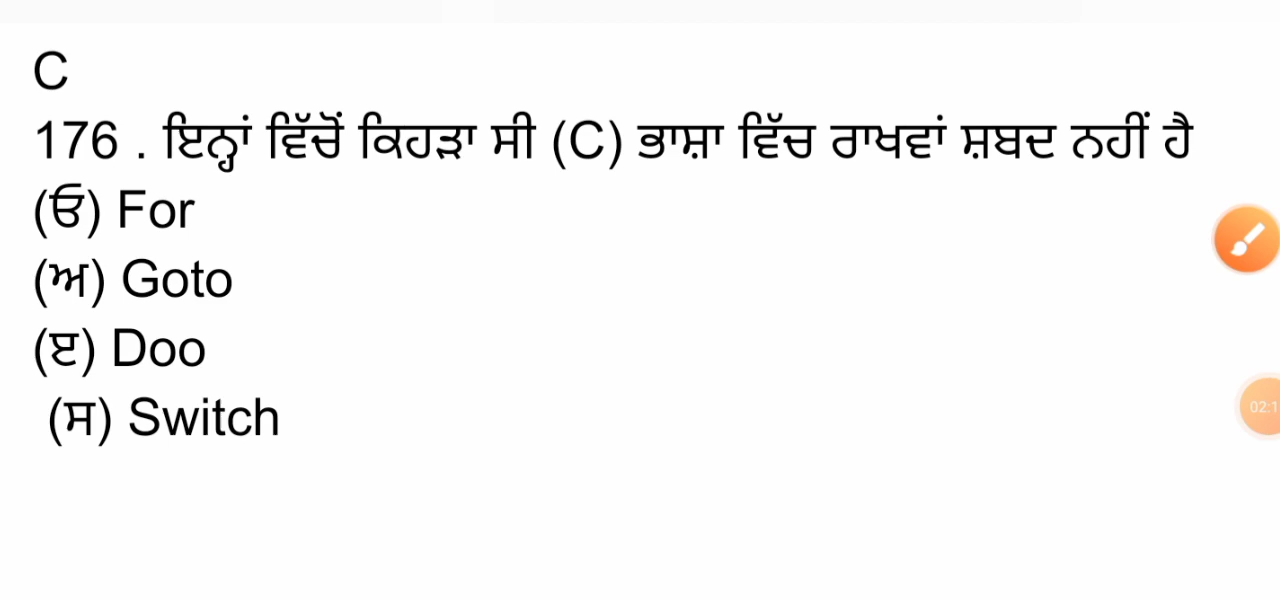 C
176 . ਇਨ੍ਹਾਂ ਵਿੱਚੋਂ ਕਿਹੜਾ ਸੀ (C) ਭਾਸ਼ਾ ਵਿੱਚ ਰਾਖਵਾਂ ਸ਼ਬਦ ਨਹੀਂ ਹੈ
(ਓ) For
(ਅ) Goto
(ੲ) Doo
(ਸ) Switch